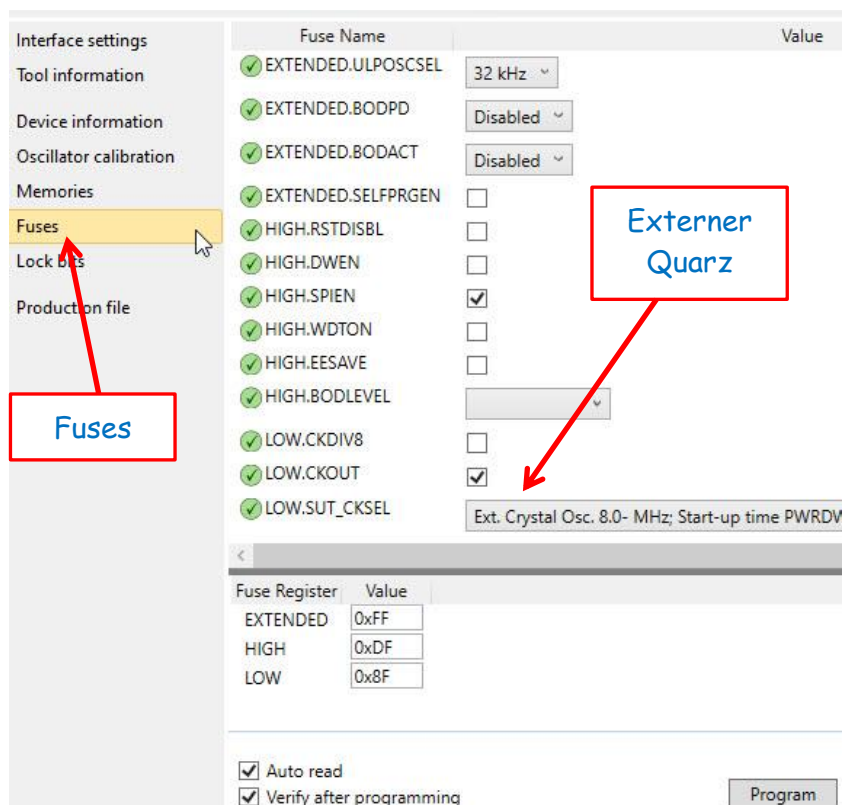 Interface settings
Tool information
Device information
Oscillator calibration
Memories
Fuses
Lock bits
Production file
Fuses
Fuse Name Value
EXTENDED.ULPOSCSEL 32 kHz
EXTENDED.BODPD Disabled
EXTENDED.BODACT Disabled
EXTENDED.SELFPRGEN
HIGH.RSTDISBL
HIGH.DWEN
HIGH.SPIEN
HIGH.WDTON
HIGH.EESAVE
HIGH.BODLEVEL
LOW.CKDIV8
LOW.CKOUT
LOW.SUT_CKSEL Ext. Crystal Osc. 8.0- MHz; Start-up time PWRDW
Externer
Quarz
Fuse Register Value
EXTENDED 0xFF
HIGH 0xDF
LOW 0x8F
Auto read
Verify after programming
Program